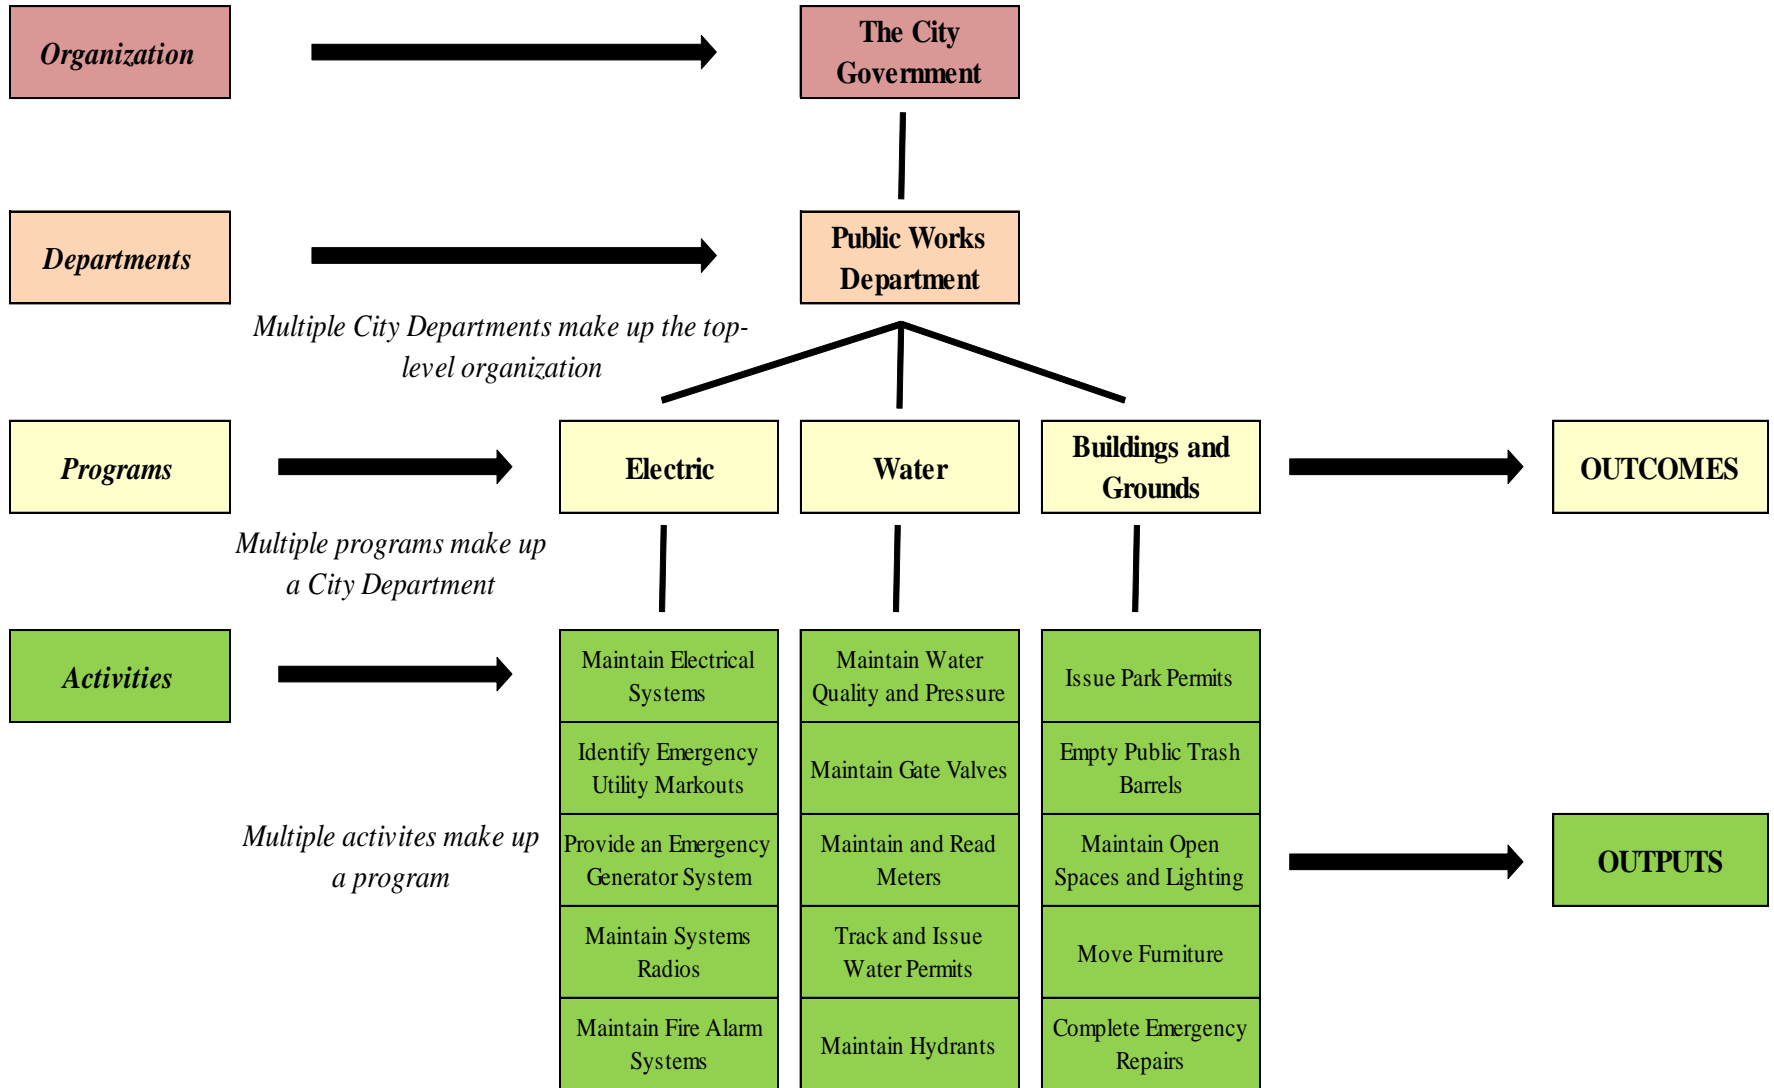 Organization
The City
Government
Departments
Public Works
Department
Multiple City Departments make up the top-
level organization
Programs
Electric
Water
Buildings and
Grounds
OUTCOMES
Multiple programs make up
a City Department
Activities
Maintain Electrical
Systems
Maintain Water
Quality and Pressure
Issue Park Permits
Identify Emergency
Utility Markouts
Maintain Gate Valves
Empty Public Trash
Barrels
Multiple activites make up
a program
Provide an Emergency
Generator System
Maintain and Read
Meters
Maintain Open
Spaces and Lighting
OUTPUTS
Maintain Systems
Radios
Track and Issue
Water Permits
Move Furniture
Maintain Fire Alarm
Systems
Maintain Hydrants
Complete Emergency
Repairs